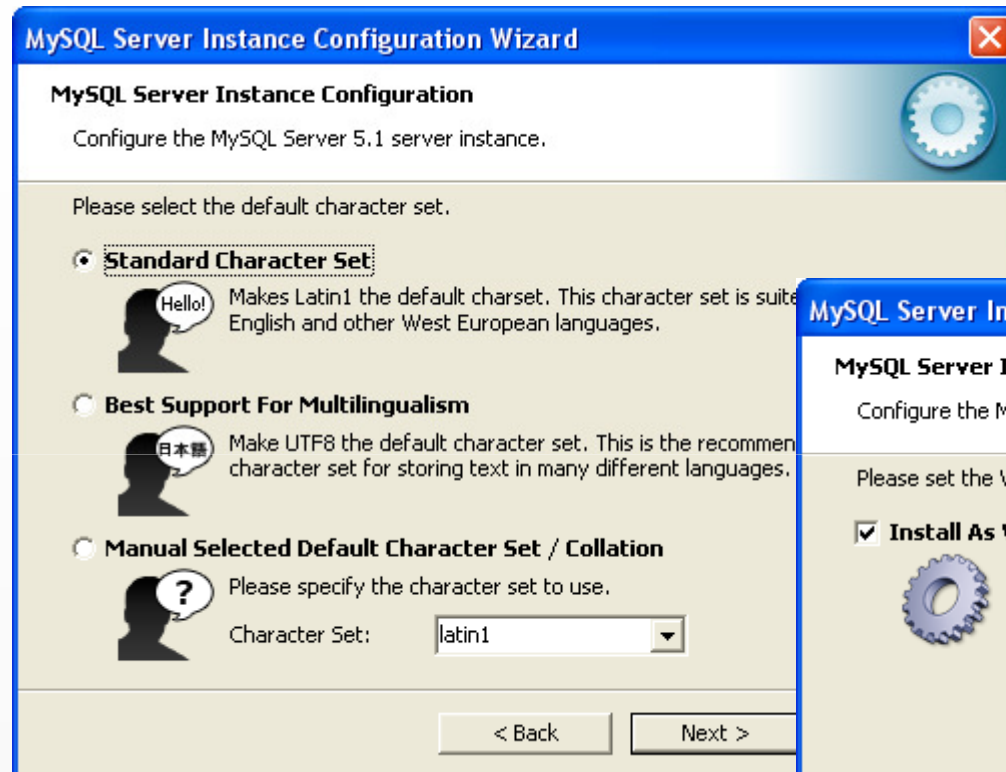 MySQL Server Instance Configuration Wizard
MySQL Server Instance Configuration
Configure the MySQL Server 5.1 server instance.
Please select the default character set.
Standard Character Set
Hello!
Makes Latin1 the default charset. This character set is suite
English and other West European languages.
Best Support For Multilingualism
日本語
Make UTF8 the default character set. This is the recommen
character set for storing text in many different languages.
Manual Selected Default Character Set / Collation
?
Please specify the character set to use.
Character Set:
latin1
< Back
Next >
MySQL Server In
MySQL Server I
Configure the M
Please set the
Install As